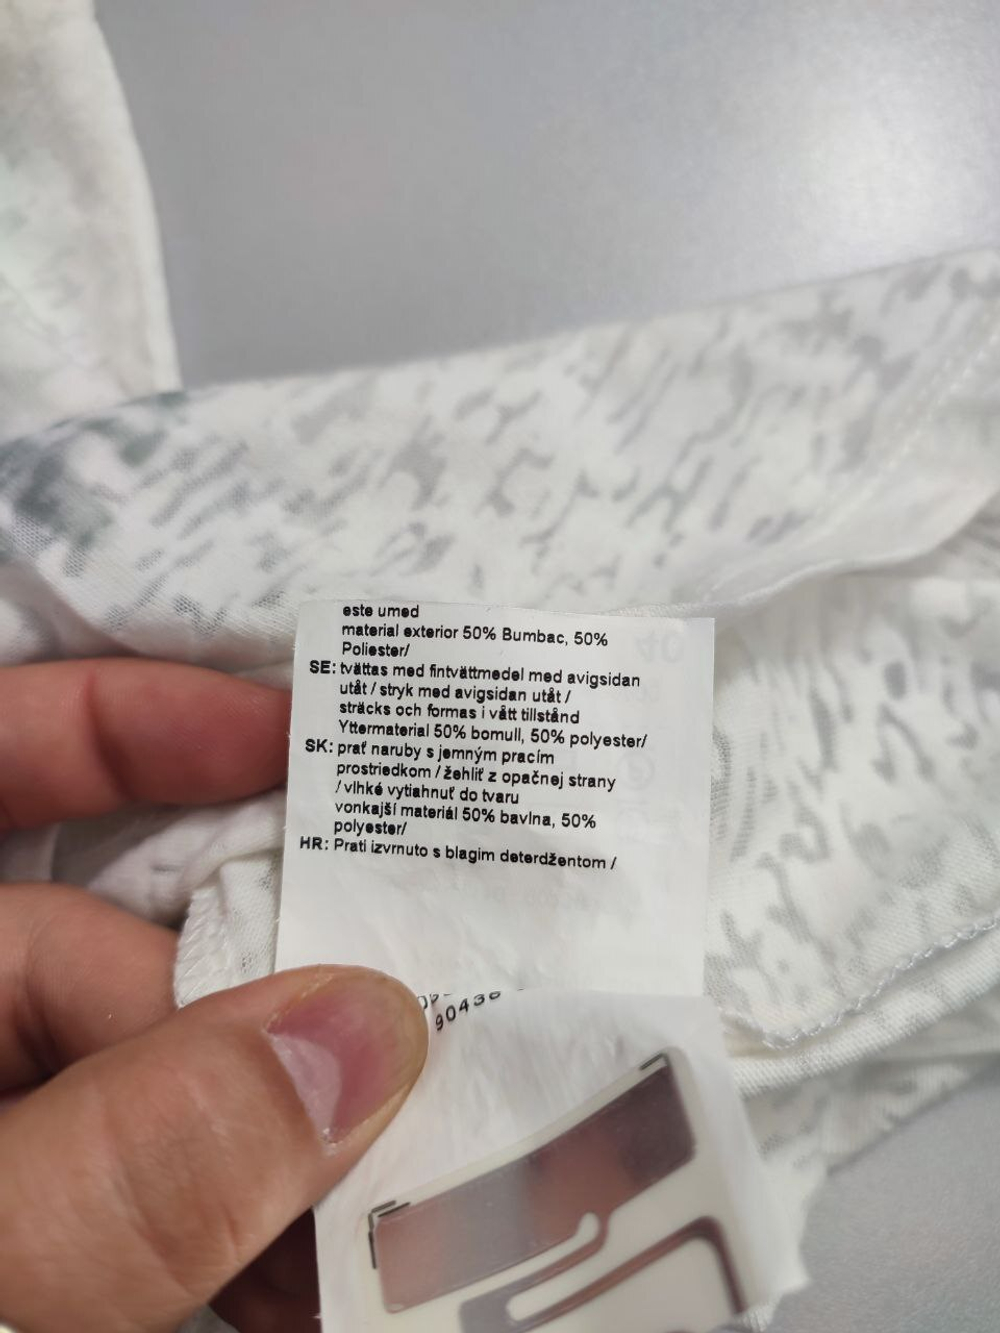 este umed
material exterior 50% Bumbac, 50%
Poliester/
SE: tvättas med fintvättmedel med avigsidan
utåt / stryk med avigsidan utåt /
sträcks och formas i vått tillstånd
Yttermaterial 50% bomull, 50% polyester/
SK: prať naruby s jemným pracím
prostriedkom / žehliť z opačnej strany
/ vlhké vytiahnuť do tvaru
vonkajší materiál 50% bavlna, 50%
polyester/
HR: Prati izvrnuto s blagim deterdžentom /
90438